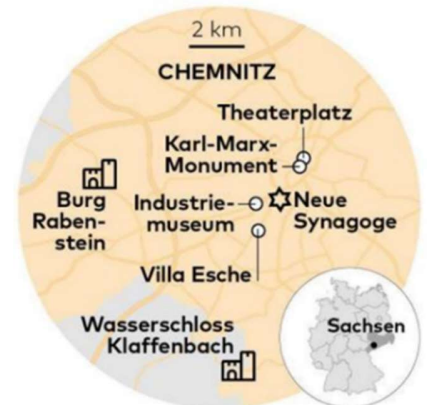 2 km
CHEMNITZ
Theaterplatz
Karl-Marx-
Monument
Burg
Raben-
stein
Industrie-
museum
Neue
Synagoge
Villa Esche
Wasserschloss
Klaffenbach
Sachsen